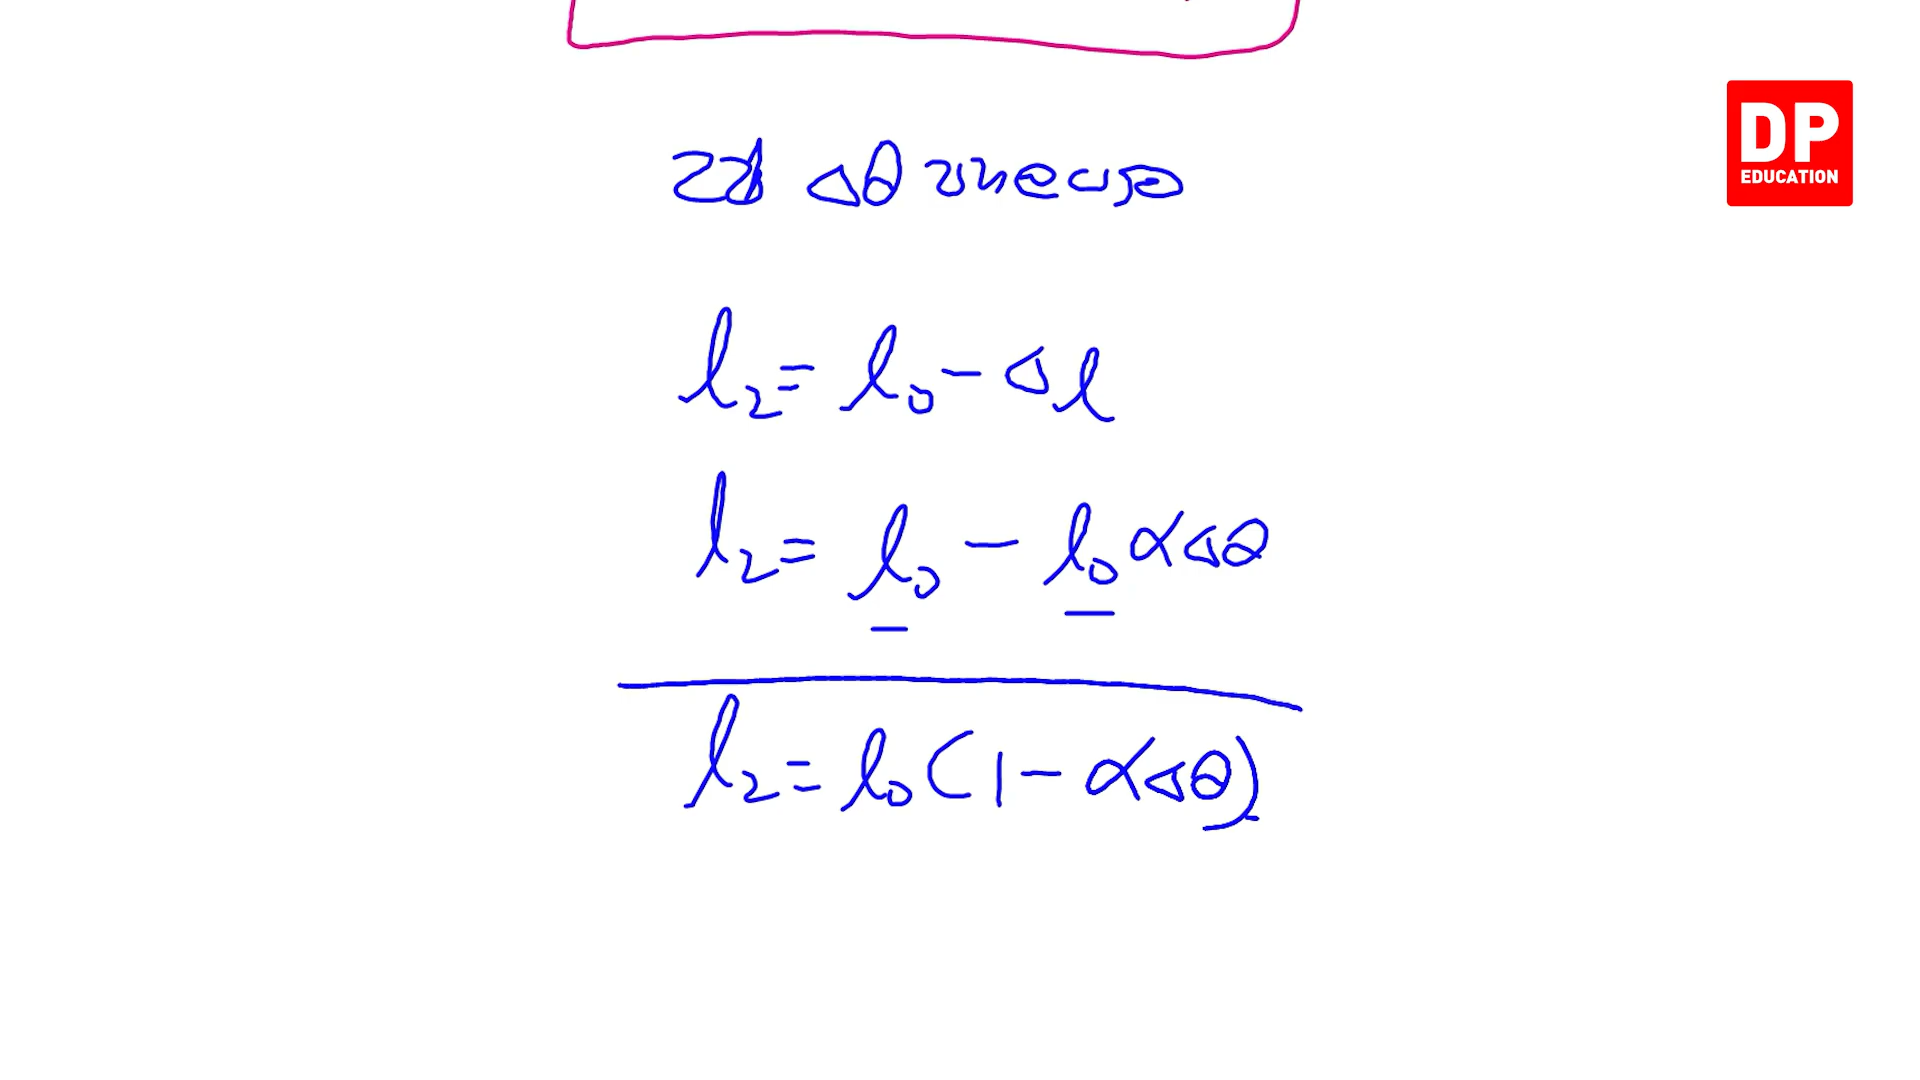 DP
EDUCATION
Δθ
l₂ = l₀ - Δl
l₂ = l₀ - l₀αΔθ
l₂ = l₀(1 - αΔθ)